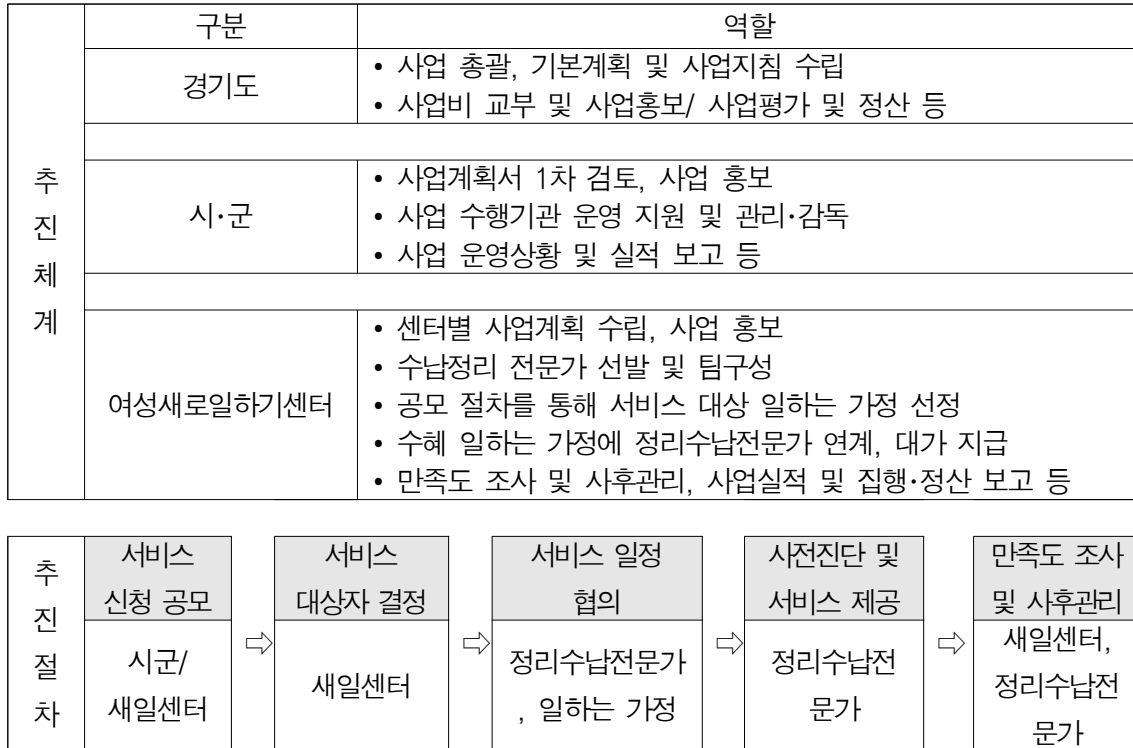 추진체계
구분
역할
경기도
• 사업 총괄, 기본계획 및 사업지침 수립
• 사업비 교부 및 사업홍보/ 사업평가 및 정산 등
시·군
• 사업계획서 1차 검토, 사업 홍보
• 사업 수행기관 운영 지원 및 관리·감독
• 사업 운영상황 및 실적 보고 등
여성새로일하기센터
• 센터별 사업계획 수립, 사업 홍보
• 수납정리 전문가 선발 및 팀구성
• 공모 절차를 통해 서비스 대상 일하는 가정 선정
• 수혜 일하는 가정에 정리수납전문가 연계, 대가 지급
• 만족도 조사 및 사후관리, 사업실적 및 집행·정산 보고 등
추진절차
서비스
신청 공모
시군/
새일센터
⇨
서비스
대상자 결정
새일센터
⇨
서비스 일정
협의
정리수납전문가
, 일하는 가정
⇨
사전진단 및
서비스 제공
정리수납전
문가
⇨
만족도 조사
및 사후관리
새일센터,
정리수납전
문가